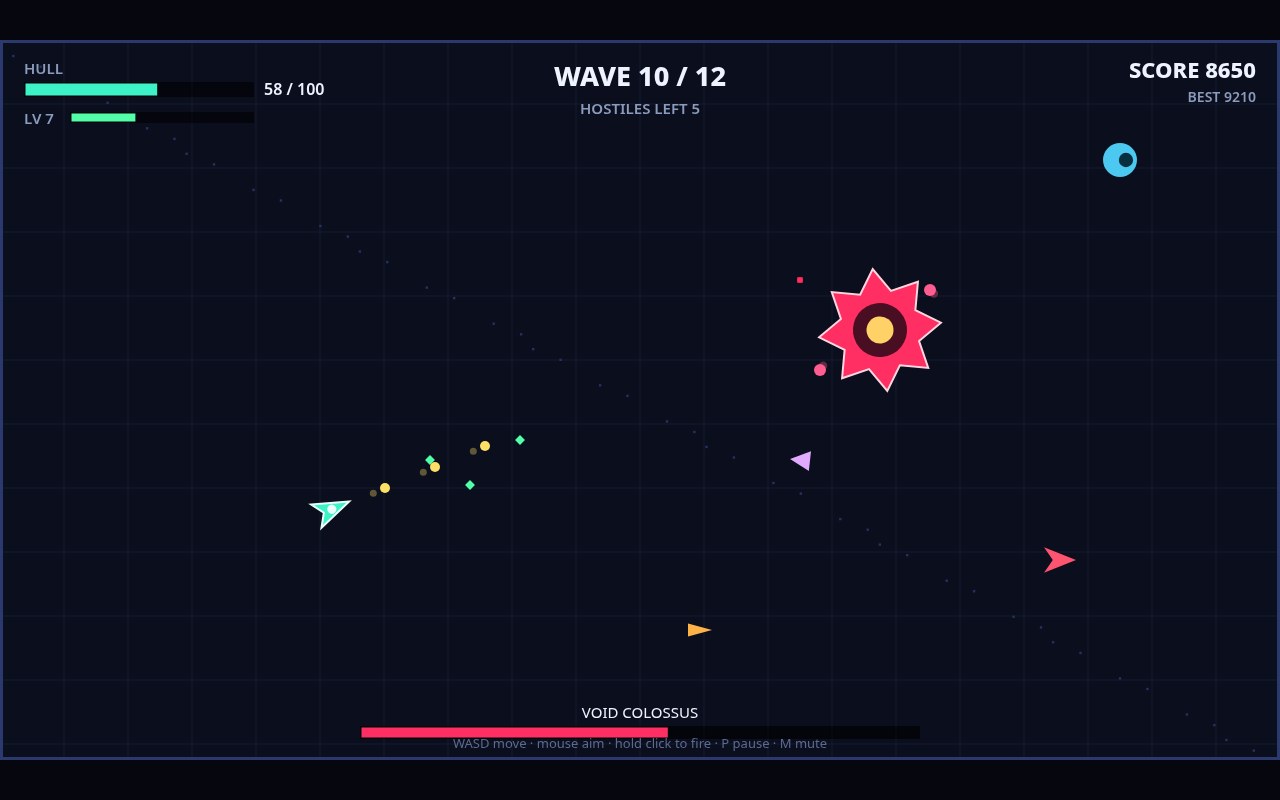 HULL
58 / 100
LV 7
WAVE 10 / 12
HOSTILES LEFT 5
SCORE 8650
BEST 9210
VOID COLOSSUS
WASD move · mouse aim · hold click to fire · P pause · M mute